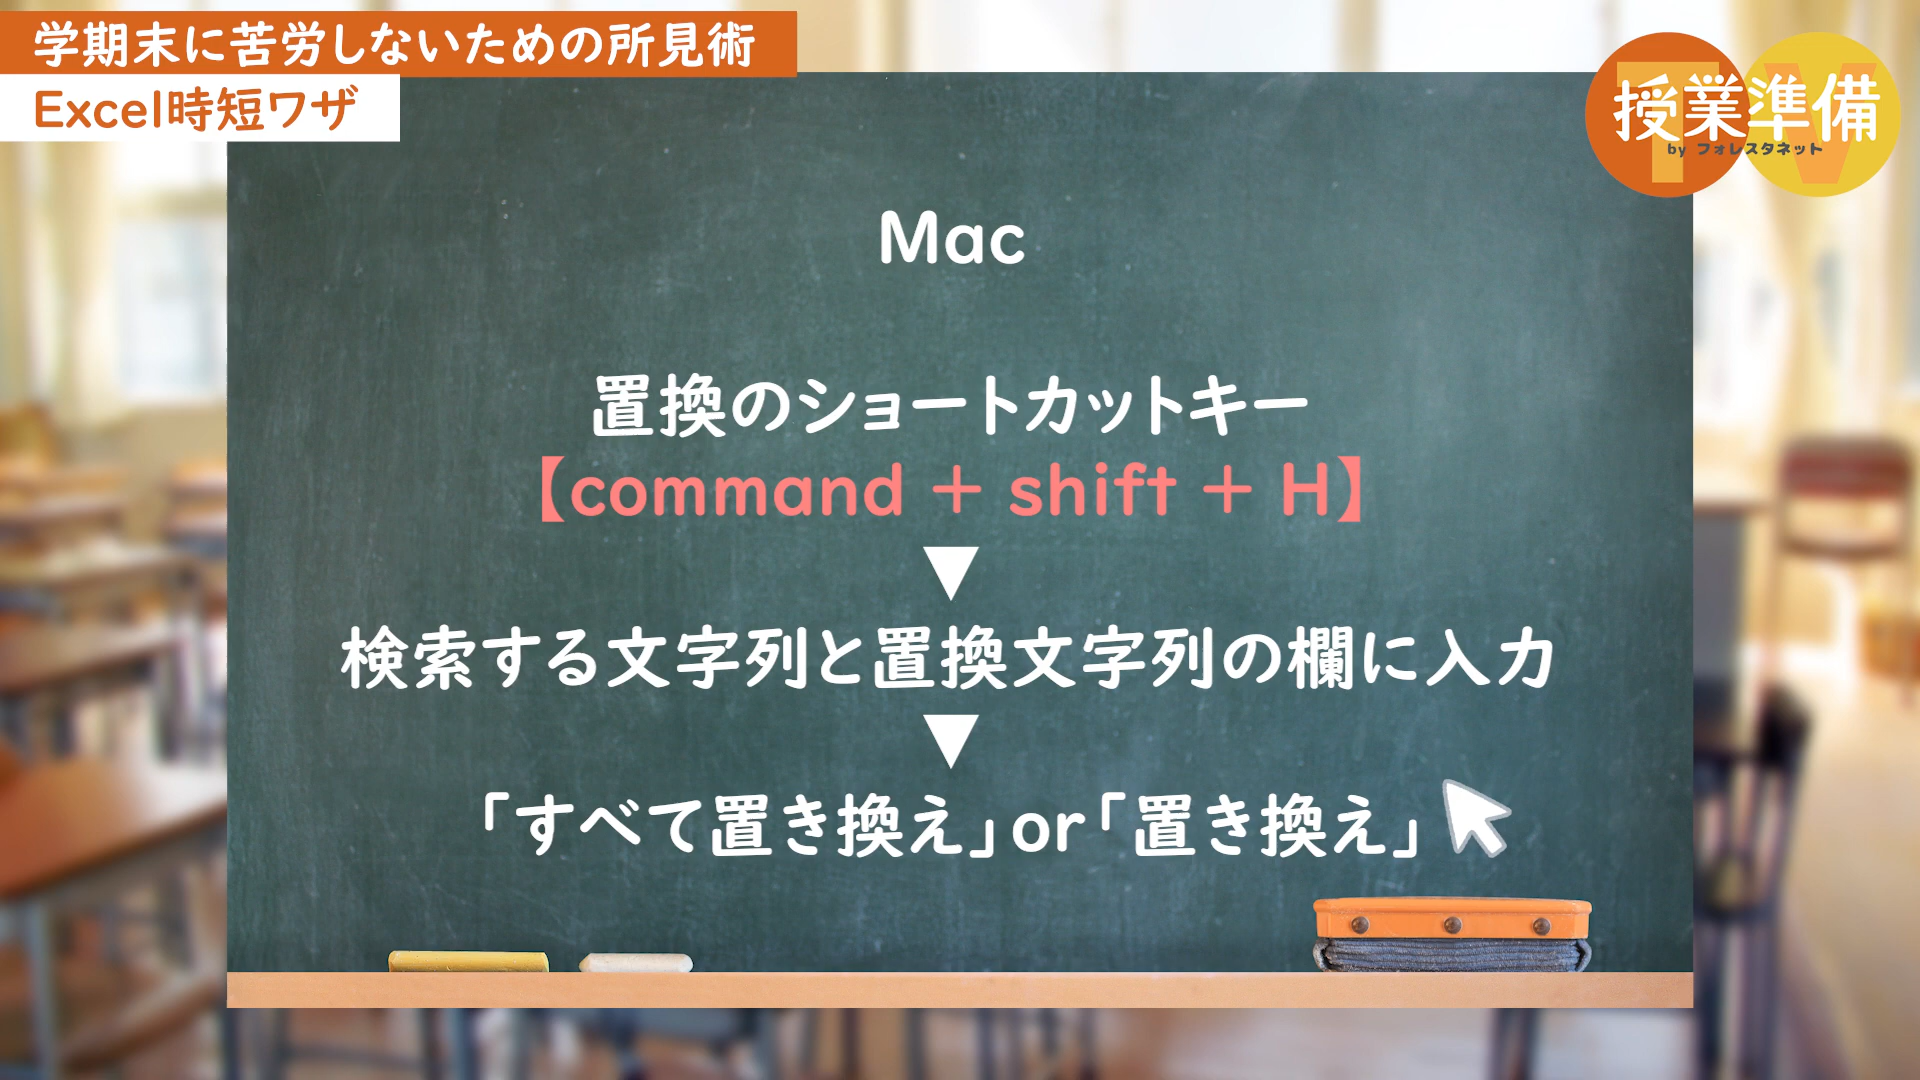 学期末に苦労しないための所見術
Excel時短ワザ
授業準備
TV
by フォレスタネット
Mac
置換のショートカットキー
【command + shift + H】
▼
検索する文字列と置換文字列の欄に入力
▼
「すべて置き換え」or「置き換え」